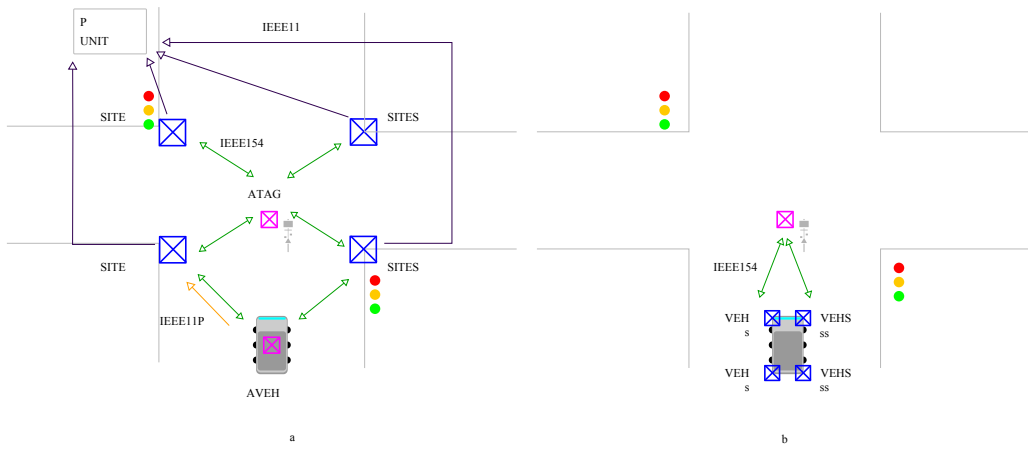 P
UNIT
IEEE11
SITE
SITES
IEEE154
ATAG
SITE
SITES
IEEE11P
AVEH
a
IEEE154
VEH
s
VEHS
ss
VEH
s
VEHS
ss
b